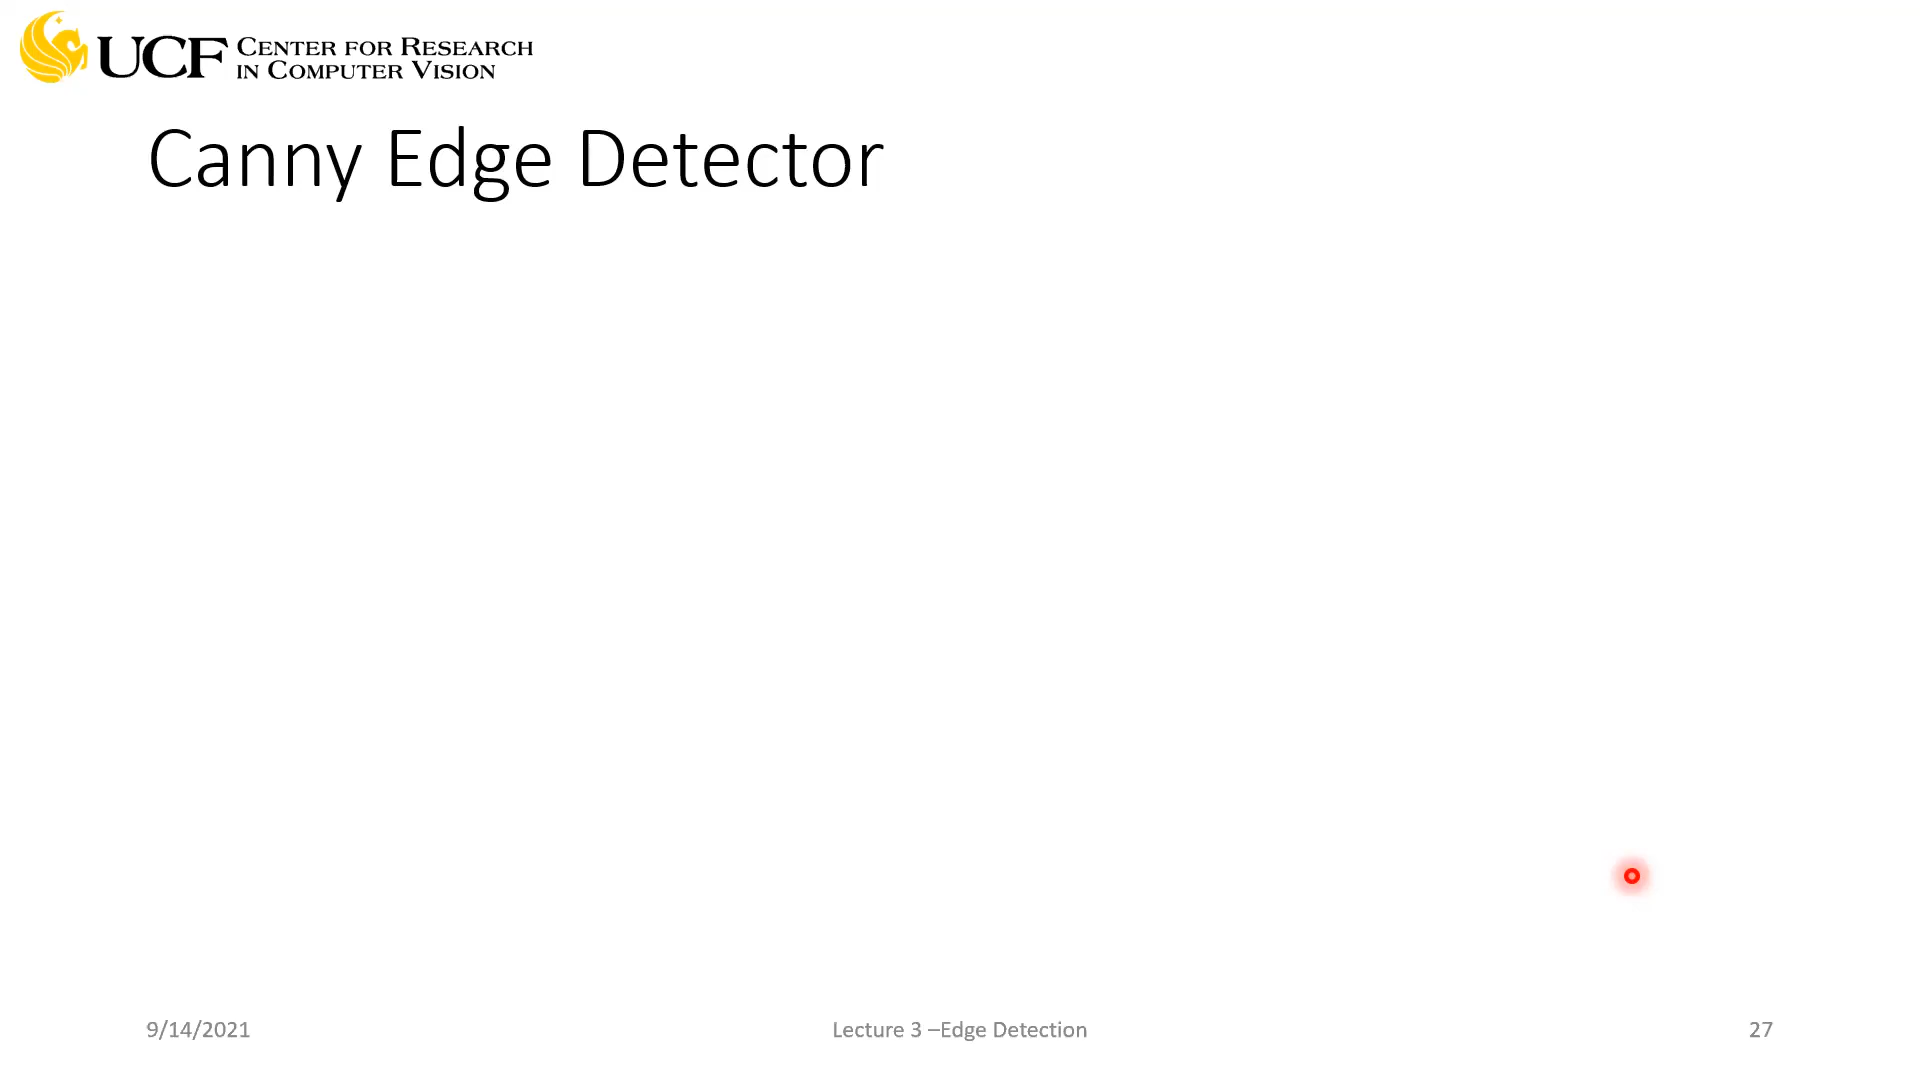 UCF CENTER FOR RESEARCH
IN COMPUTER VISION
Canny Edge Detector
9/14/2021
Lecture 3 –Edge Detection
27